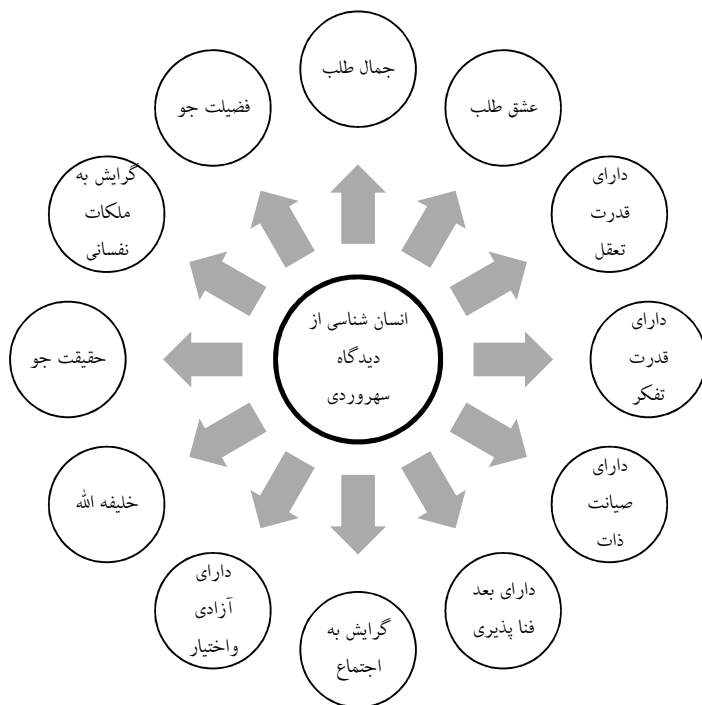 انسان شناسی از
دیدگاه
سهروردی
جمال طلب
عشق طلب
دارای
قدرت
تعقل
دارای
قدرت
تفکر
دارای
صیانت
ذات
دارای بعد
فنا پذیری
گرایش به
اجتماع
دارای
آزادی
واختیار
خلیفه الله
حقیقت جو
گرایش به
ملکات
نفسانی
فضیلت جو